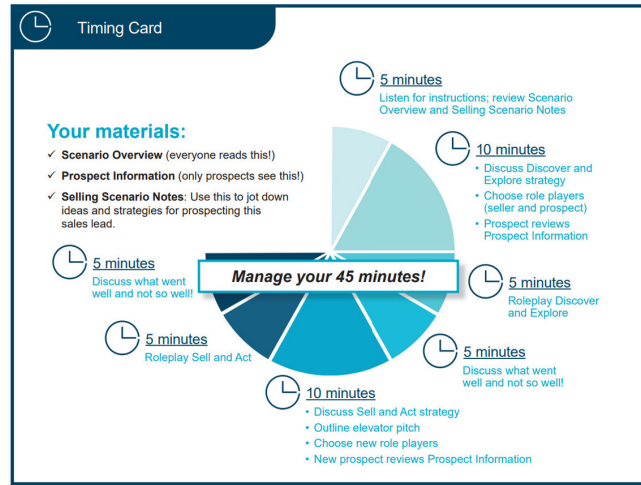 Timing Card
Your materials:
✓ Scenario Overview (everyone reads this!)
✓ Prospect Information (only prospects see this!)
✓ Selling Scenario Notes: Use this to jot down
ideas and strategies for prospecting this
sales lead.
5 minutes
Listen for instructions; review Scenario
Overview and Selling Scenario Notes
10 minutes
• Discuss Discover and
Explore strategy
• Choose role players
(seller and prospect)
• Prospect reviews
Prospect Information
5 minutes
Roleplay Discover
and Explore
5 minutes
Discuss what went
well and not so well!
10 minutes
• Discuss Sell and Act strategy
• Outline elevator pitch
• Choose new role players
• New prospect reviews Prospect Information
5 minutes
Roleplay Sell and Act
5 minutes
Discuss what went
well and not so well!
Manage your 45 minutes!